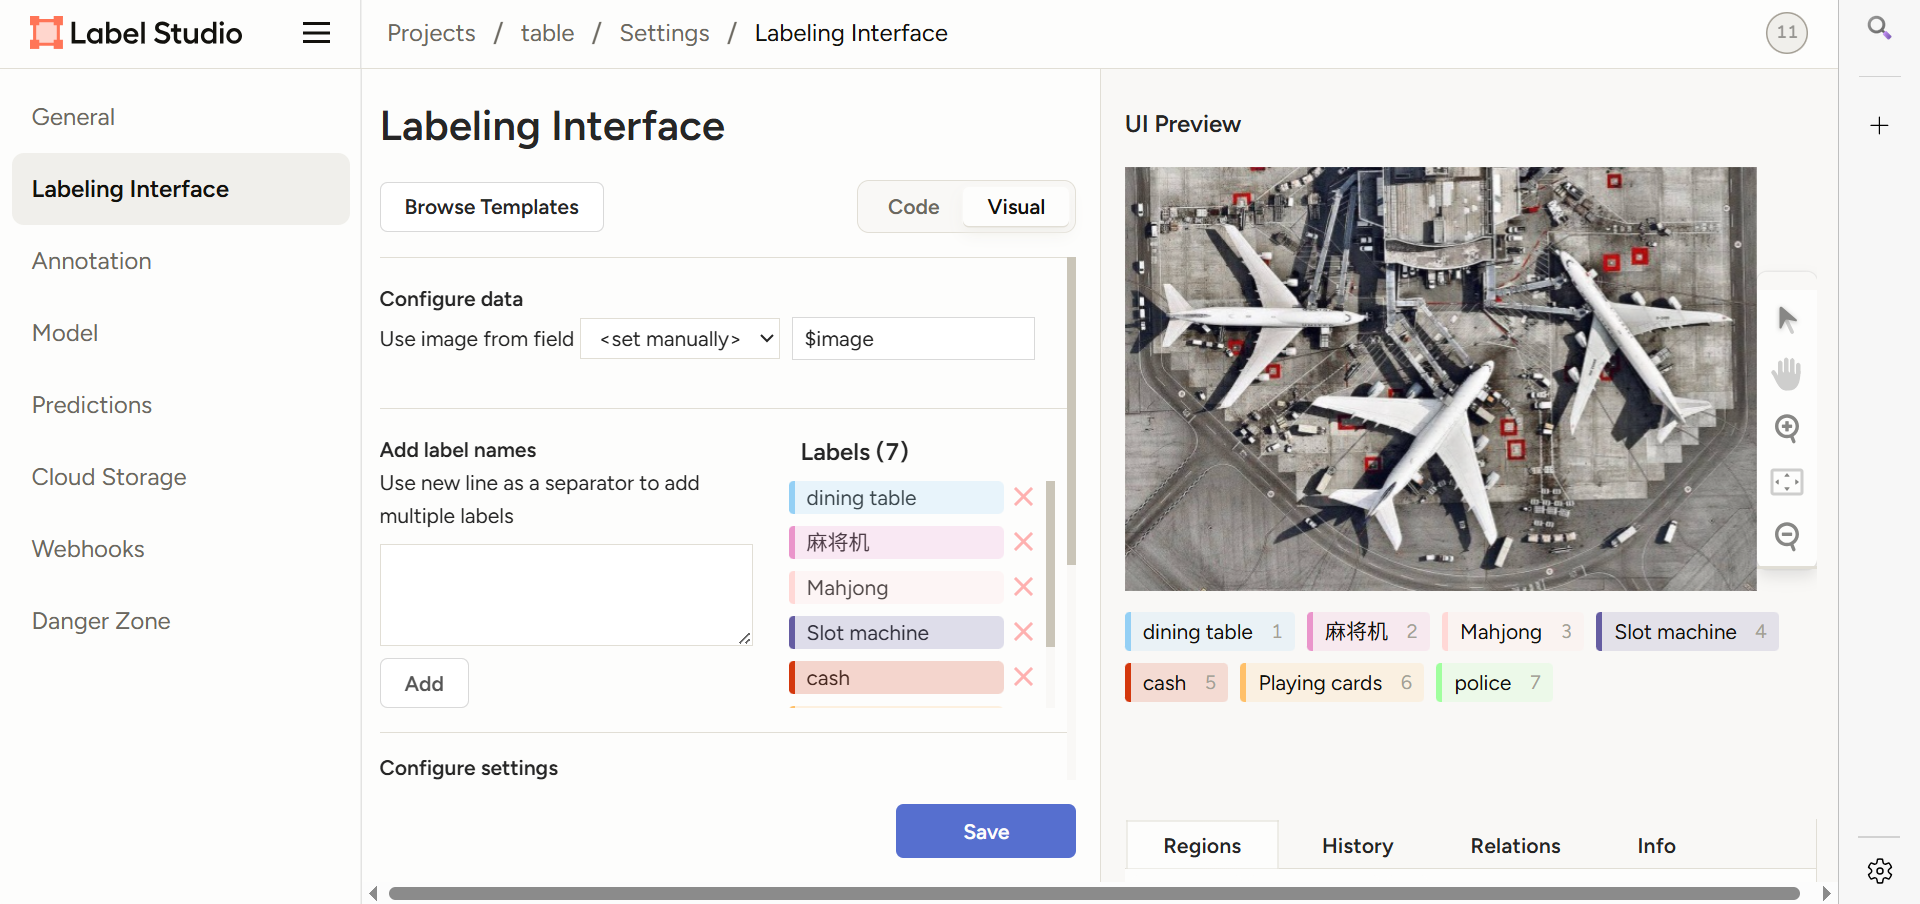 Label Studio
Projects / table / Settings / Labeling Interface
11
General
Labeling Interface
Annotation
Model
Predictions
Cloud Storage
Webhooks
Danger Zone
Labeling Interface
Browse Templates
Code
Visual
Configure data
Use image from field
<set manually>
$image
Add label names
Use new line as a separator to add
multiple labels
Add
Labels (7)
dining table
麻将机
Mahjong
Slot machine
cash
Configure settings
Save
UI Preview
dining table 1
麻将机 2
Mahjong 3
Slot machine 4
cash 5
Playing cards 6
police 7
Regions
History
Relations
Info